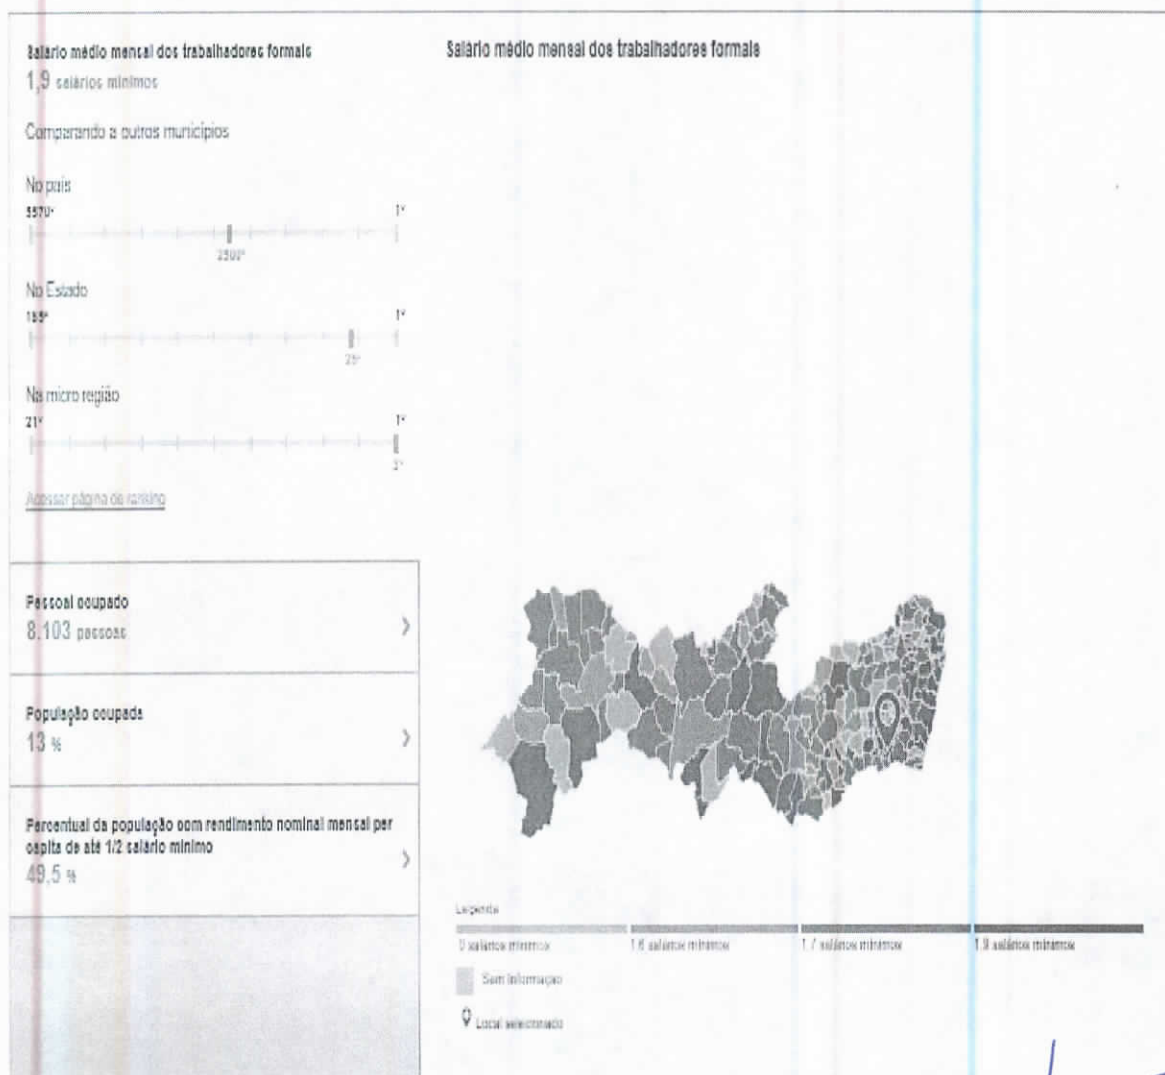 Salário médio mensal dos trabalhadores formais
1,9 salários mínimos
Comparando a outros municípios
No país
5570º
1º
No Estado
185º
1º
25º
Na micro região
21º
1º
Acessar página de ranking
Pessoal ocupado
8.103 pessoas
População ocupada
13 %
Percentual da população com rendimento nominal mensal per
capita de até 1/2 salário mínimo
49,5 %
Salário médio mensal dos trabalhadores formais
Legenda
0 salários mínimos
1,6 salários mínimos
1,7 salários mínimos
1,9 salários mínimos
Sem informação
Local selecionado